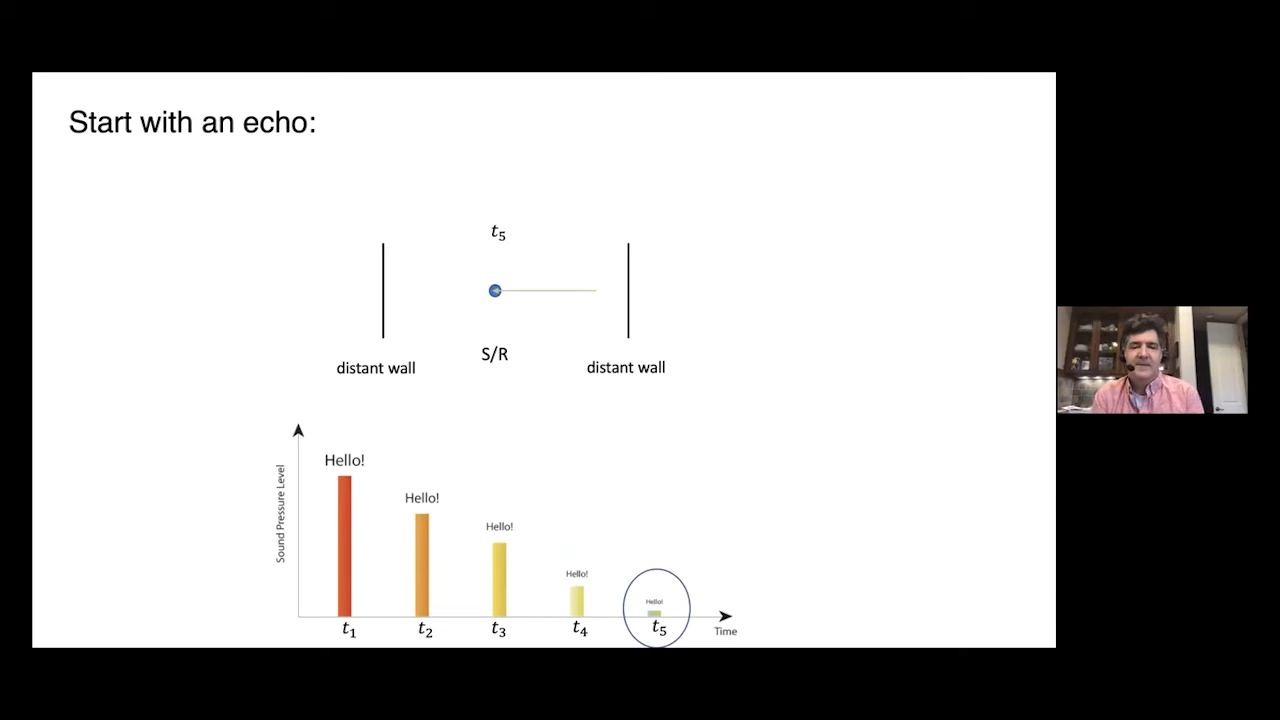 Start with an echo:
t₅
S/R
distant wall
distant wall
Sound Pressure Level
Hello!
Hello!
Hello!
Hello!
Hello!
t₁ t₂ t₃ t₄ t₅
Time